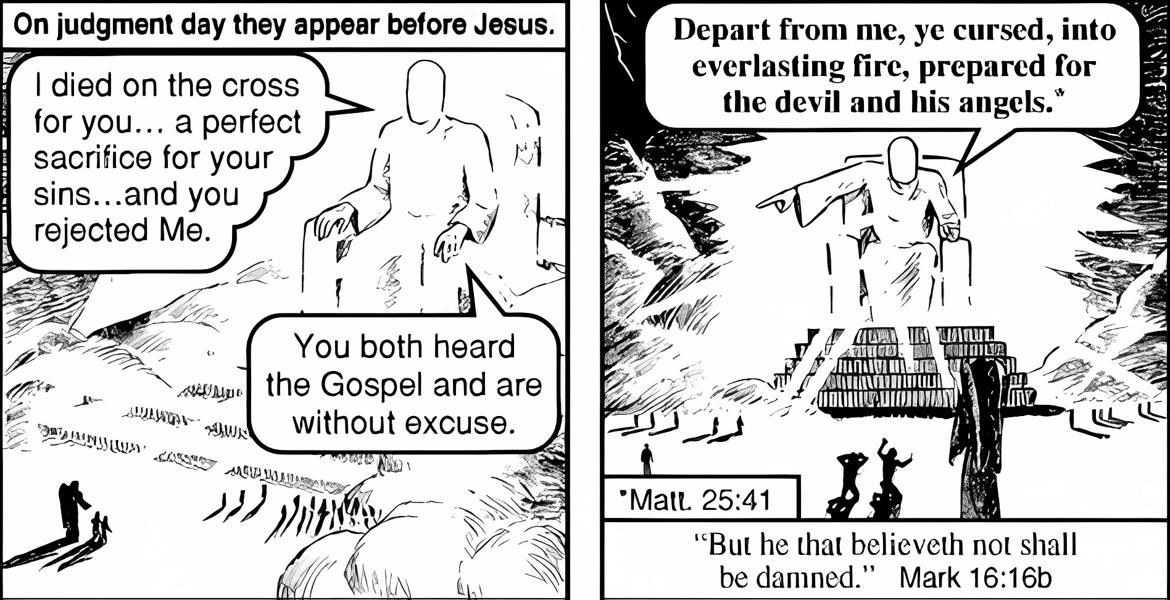 On judgment day they appear before Jesus.
I died on the cross
for you... a perfect
sacrifice for your
sins...and you
rejected Me.
You both heard
the Gospel and are
without excuse.
Depart from me, ye cursed, into
everlasting fire, prepared for
the devil and his angels.*
*Matt. 25:41
"But he that believeth not shall
be damned." Mark 16:16b